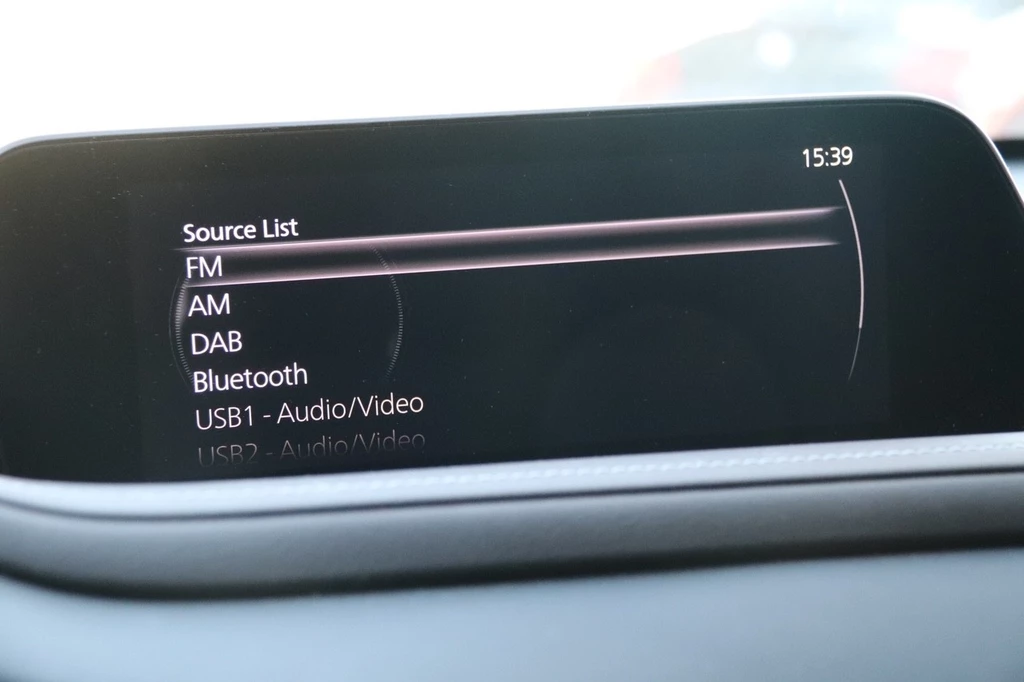 15:39
Source List
FM
AM
DAB
Bluetooth
USB1 - Audio/Video
USB2 - Audio/Video